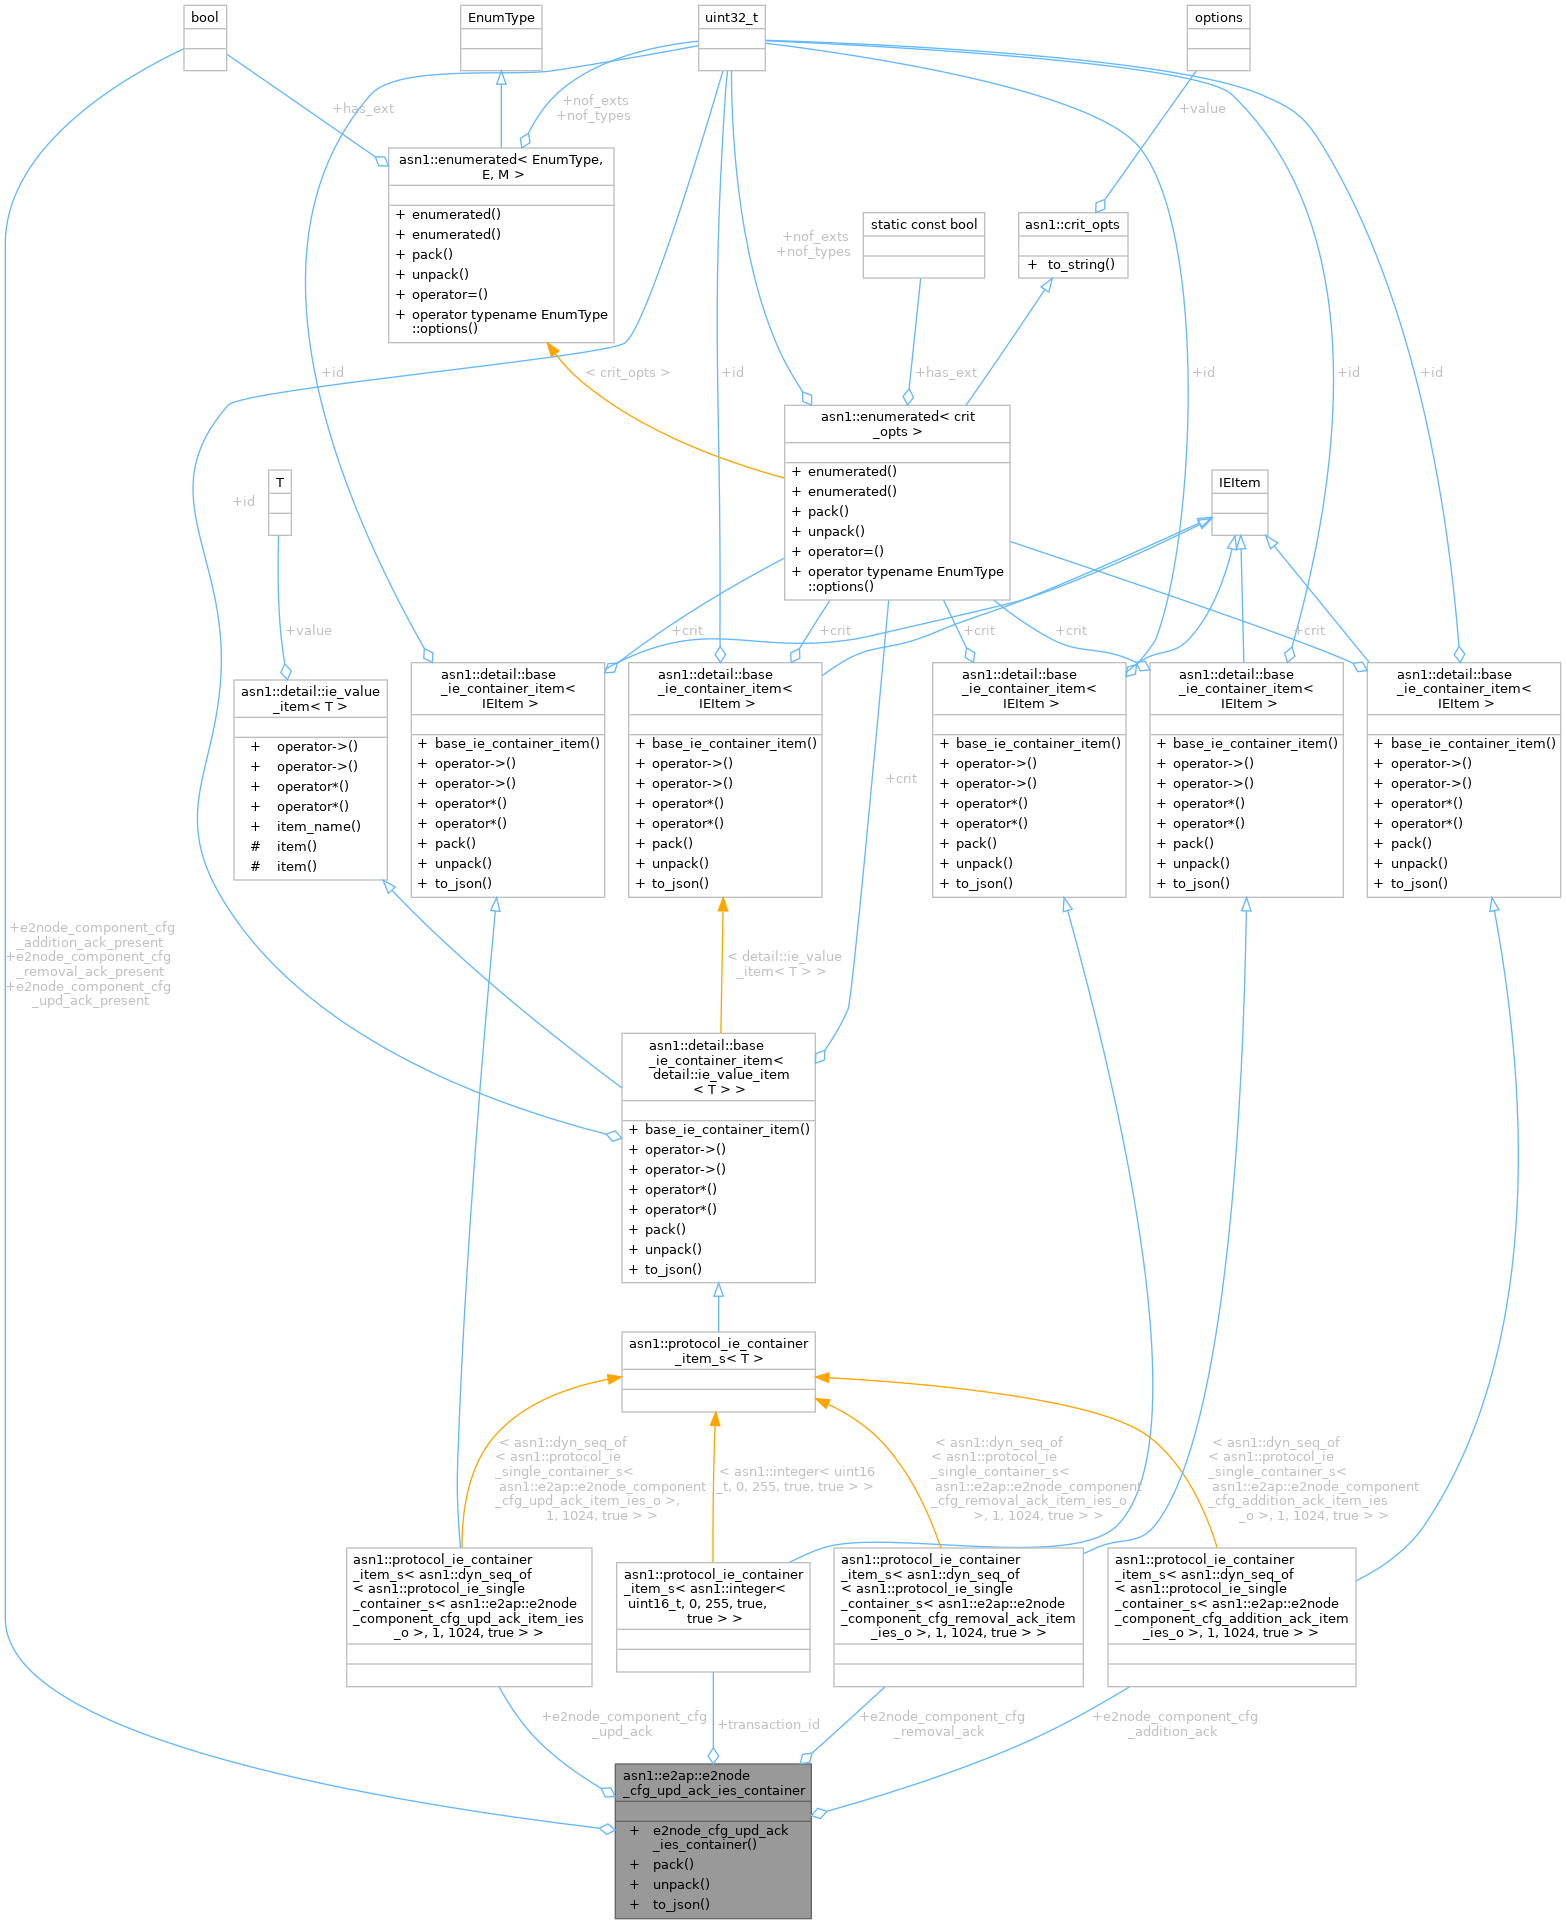 bool
EnumType
uint32_t
options
+has_ext
+nof_exts
+nof_types
+value
asn1::enumerated< EnumType,
E, M >
+ enumerated()
+ enumerated()
+ pack()
+ unpack()
+ operator=()
+ operator typename EnumType
::options()
+nof_exts
+nof_types
static const bool
asn1::crit_opts
+ to_string()
+id
< crit_opts >
+id
+has_ext
+id
+id
+id
asn1::enumerated< crit
_opts >
+ enumerated()
+ enumerated()
+ pack()
+ unpack()
+ operator=()
+ operator typename EnumType
::options()
+id
T
IEItem
+value
+crit
+crit
+crit
+crit
+crit
asn1::detail::ie_value
_item< T >
+ operator->()
+ operator->()
+ operator*()
+ operator*()
+ item_name()
# item()
# item()
asn1::detail::base
_ie_container_item<
IEItem >
+ base_ie_container_item()
+ operator->()
+ operator->()
+ operator*()
+ operator*()
+ pack()
+ unpack()
+ to_json()
asn1::detail::base
_ie_container_item<
IEItem >
+ base_ie_container_item()
+ operator->()
+ operator->()
+ operator*()
+ operator*()
+ pack()
+ unpack()
+ to_json()
+crit
asn1::detail::base
_ie_container_item<
IEItem >
+ base_ie_container_item()
+ operator->()
+ operator->()
+ operator*()
+ operator*()
+ pack()
+ unpack()
+ to_json()
asn1::detail::base
_ie_container_item<
IEItem >
+ base_ie_container_item()
+ operator->()
+ operator->()
+ operator*()
+ operator*()
+ pack()
+ unpack()
+ to_json()
asn1::detail::base
_ie_container_item<
IEItem >
+ base_ie_container_item()
+ operator->()
+ operator->()
+ operator*()
+ operator*()
+ pack()
+ unpack()
+ to_json()
+e2node_component_cfg
_addition_ack_present
+e2node_component_cfg
_removal_ack_present
+e2node_component_cfg
_upd_ack_present
< detail::ie_value
_item< T > >
asn1::detail::base
_ie_container_item<
detail::ie_value_item
< T > >
+ base_ie_container_item()
+ operator->()
+ operator->()
+ operator*()
+ operator*()
+ pack()
+ unpack()
+ to_json()
asn1::protocol_ie_container
_item_s< T >
< asn1::dyn_seq_of
< asn1::protocol_ie
_single_container_s<
asn1::e2ap::e2node_component
_cfg_upd_ack_item_ies_o >,
1, 1024, true > >
< asn1::integer< uint16
_t, 0, 255, true, true > >
< asn1::dyn_seq_of
< asn1::protocol_ie
_single_container_s<
asn1::e2ap::e2node_component
_cfg_removal_ack_item_ies_o
>, 1, 1024, true > >
< asn1::dyn_seq_of
< asn1::protocol_ie
_single_container_s<
asn1::e2ap::e2node_component
_cfg_addition_ack_item_ies
_o >, 1, 1024, true > >
asn1::protocol_ie_container
_item_s< asn1::dyn_seq_of
< asn1::protocol_ie_single
_container_s< asn1::e2ap::e2node
_component_cfg_upd_ack_item_ies
_o >, 1, 1024, true > >
asn1::protocol_ie_container
_item_s< asn1::integer<
uint16_t, 0, 255, true,
true > >
asn1::protocol_ie_container
_item_s< asn1::dyn_seq_of
< asn1::protocol_ie_single
_container_s< asn1::e2ap::e2node
_component_cfg_removal_ack_item
_ies_o >, 1, 1024, true > >
asn1::protocol_ie_container
_item_s< asn1::dyn_seq_of
< asn1::protocol_ie_single
_container_s< asn1::e2ap::e2node
_component_cfg_addition_ack_item
_ies_o >, 1, 1024, true > >
+e2node_component_cfg
_upd_ack
+transaction_id
+e2node_component_cfg
_removal_ack
+e2node_component_cfg
_addition_ack
asn1::e2ap::e2node
_cfg_upd_ack_ies_container
+ e2node_cfg_upd_ack
_ies_container()
+ pack()
+ unpack()
+ to_json()